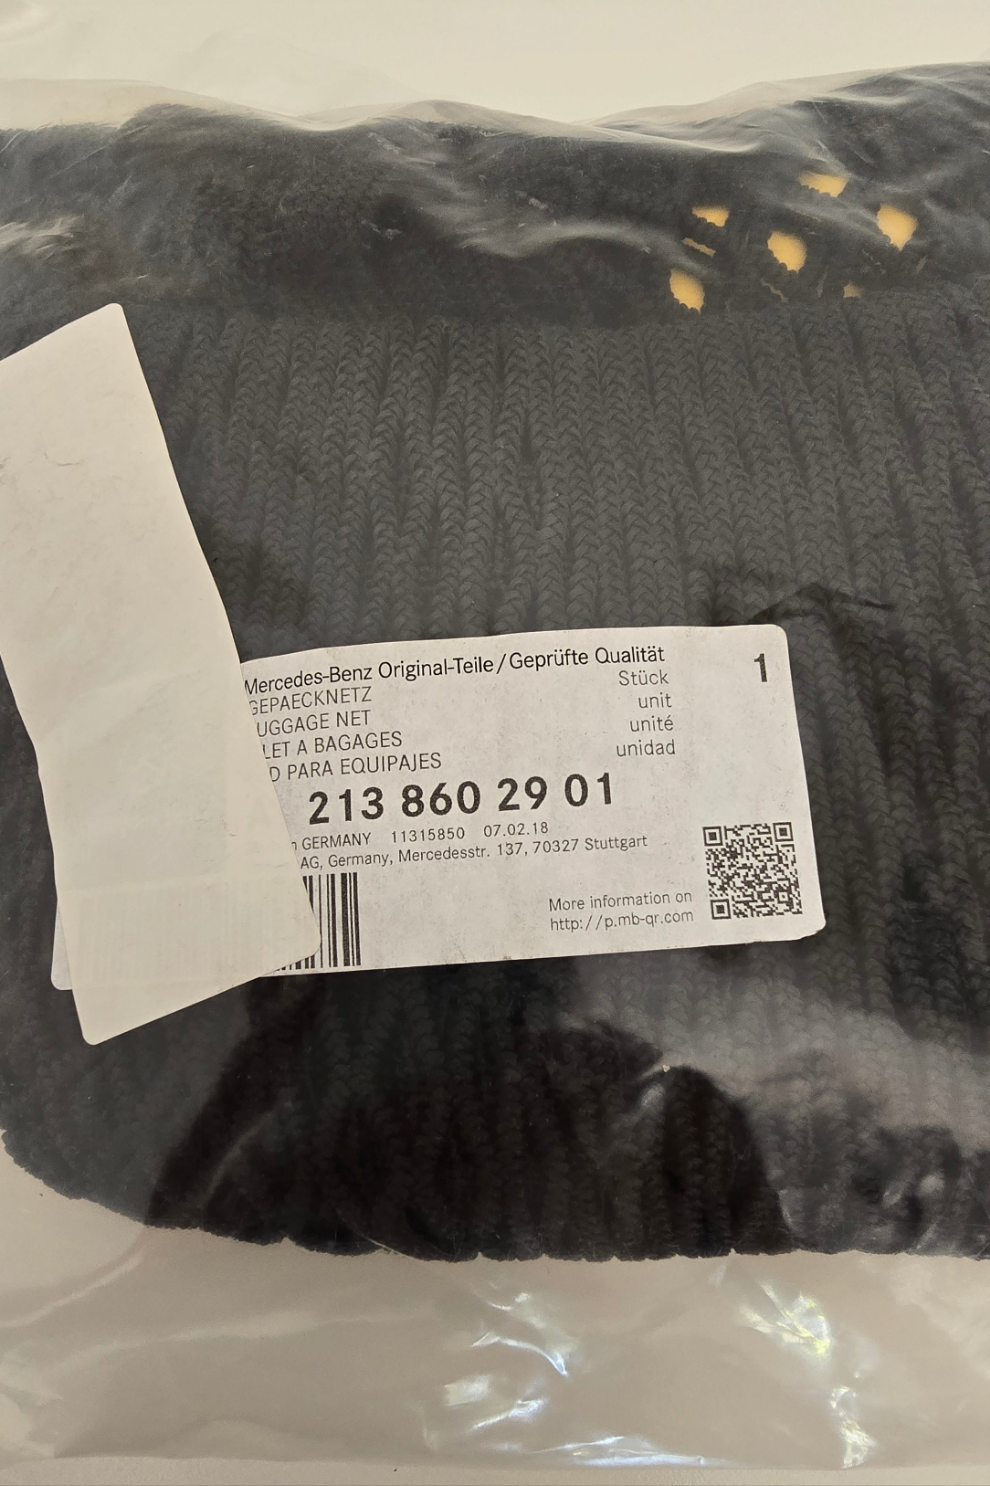 Mercedes-Benz Original-Teile/Geprüfte Qualität
GEPAECKNETZ
UGGAGE NET
LET A BAGAGES
D PARA EQUIPAJES
Stück
unit
unité
unidad
1
213 860 29 01
GERMANY 11315850 07.02.18
AG, Germany, Mercedesstr. 137, 70327 Stuttgart
More information on
http://p.mb-qr.com